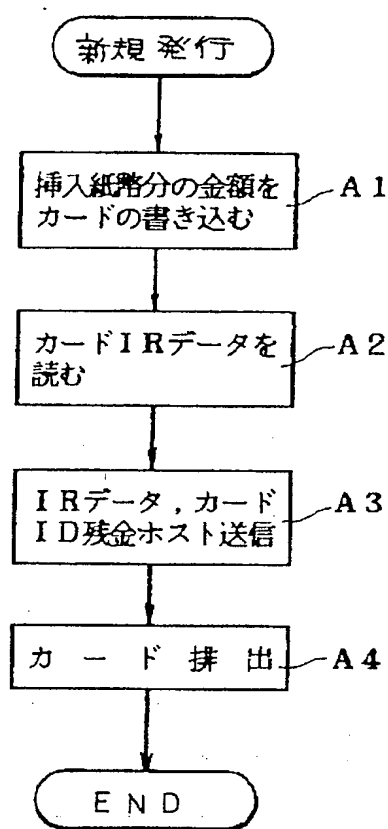 新規発行
挿入紙幣分の金額を
カードの書き込む
A1
カードIRデータを
読む
A2
IRデータ,カード
ID残金ホスト送信
A3
カード排出
A4
END